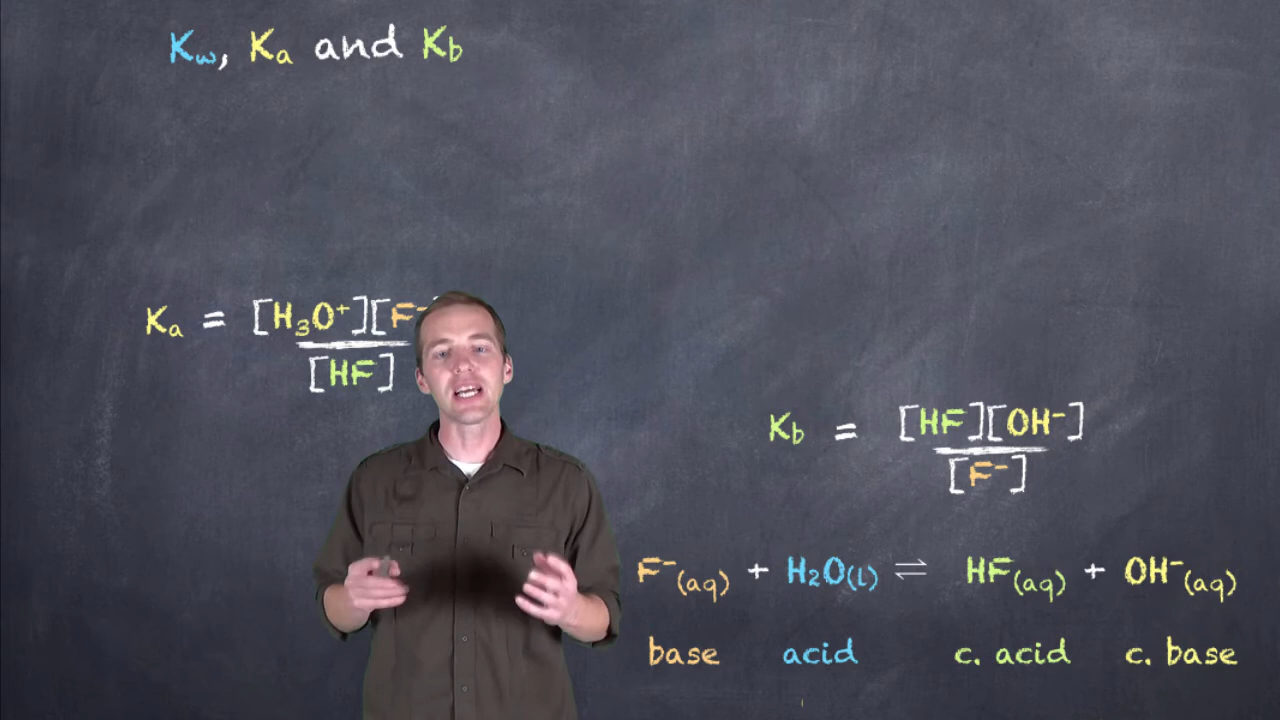 Kw, Ka and Kb
Ka = [H₃O⁺][F⁻
[HF]
Kb = [HF][OH⁻]
[F⁻]
F⁻(aq) + H₂O(l) ⇌ HF(aq) + OH⁻(aq)
base acid c. acid c. base